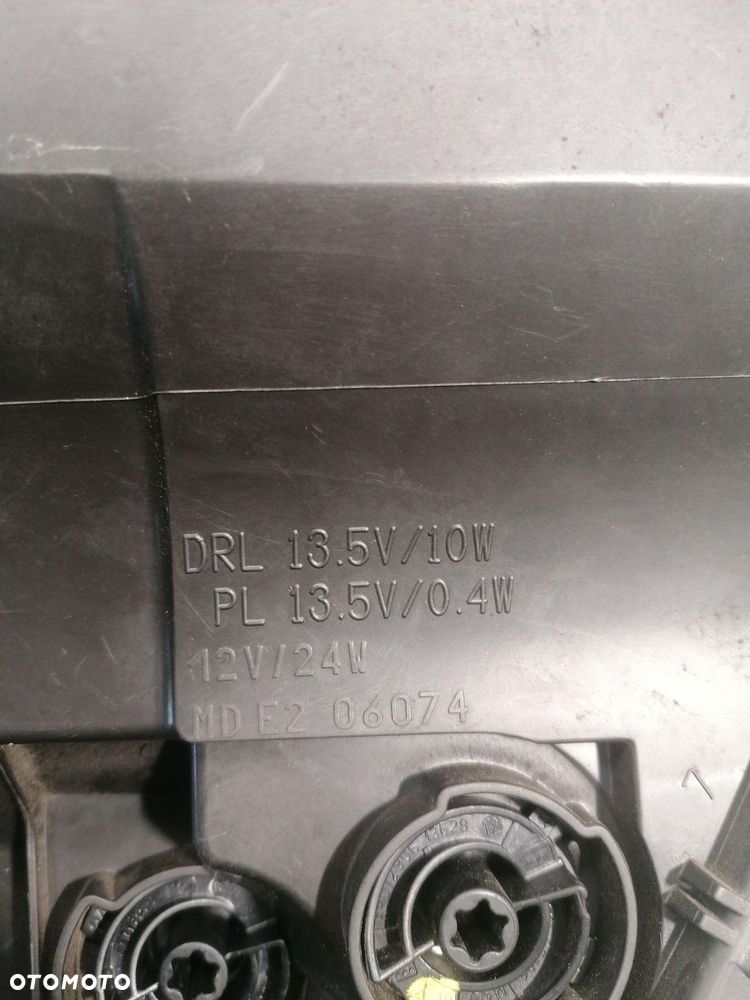 DRL 13.5V/10W
PL 13.5V/0.4W
12V/24W
MD E2 06074
OTOMOTO